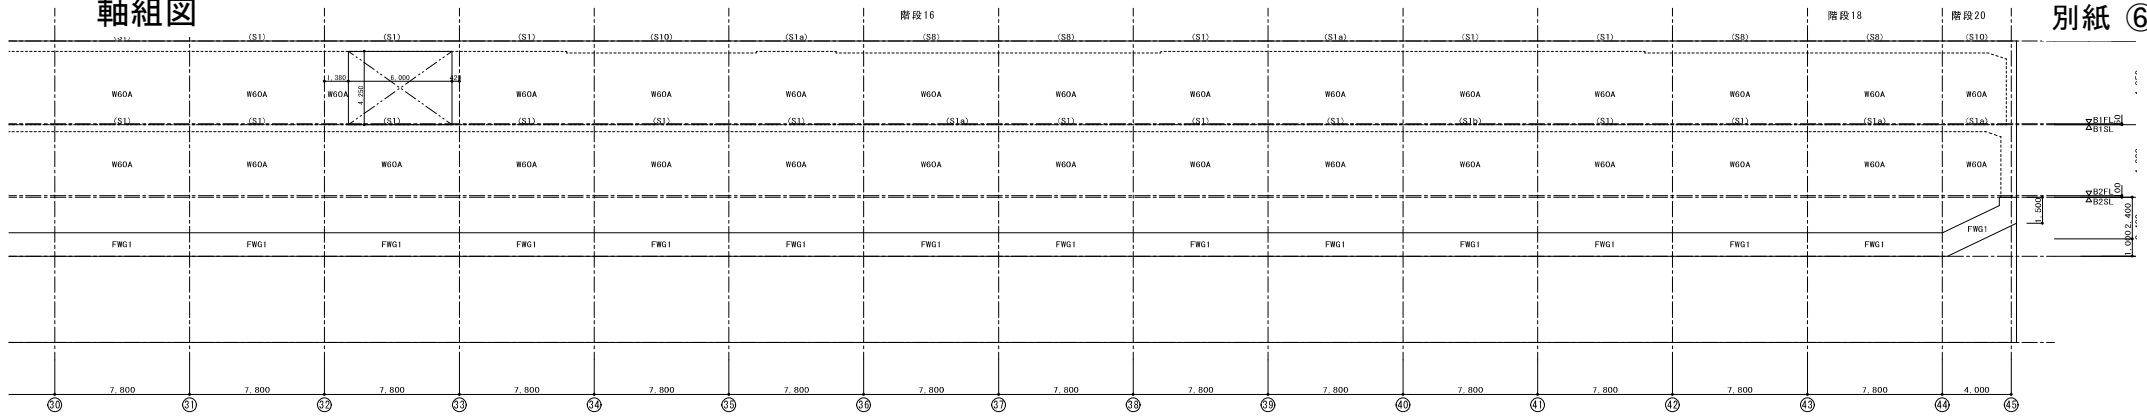 軸組図
階段16 階段18 階段20 別紙 ⑥
(S1) (S1) (S1) (S10) (S1a) (S8) (S8) (S1) (S1a) (S1) (S1) (S8) (S8) (S10)
1,380 6,000
4,250
W60A W60A W60A W60A W60A W60A W60A W60A W60A W60A W60A W60A W60A W60A W60A
(S1) (S1) (S1) (S1) (S1) (S1) (S1a) (S1) (S1) (S1) (S1b) (S1) (S1) (S1a) (S1a)
B1FL
B1SL
50
W60A W60A W60A W60A W60A W60A W60A W60A W60A W60A W60A W60A W60A W60A W60A
B2FL
B2SL
100
1,500
2,400
FWG1 FWG1 FWG1 FWG1 FWG1 FWG1 FWG1 FWG1 FWG1 FWG1 FWG1 FWG1 FWG1 FWG1 FWG1
1,000
7,800 7,800 7,800 7,800 7,800 7,800 7,800 7,800 7,800 7,800 7,800 7,800 7,800 7,800 4,000
㉚ ㉛ ㉜ ㉝ ㉞ ㉟ ㊱ ㊲ ㊳ ㊴ ㊵ ㊶ ㊷ ㊸ ㊹ ㊺